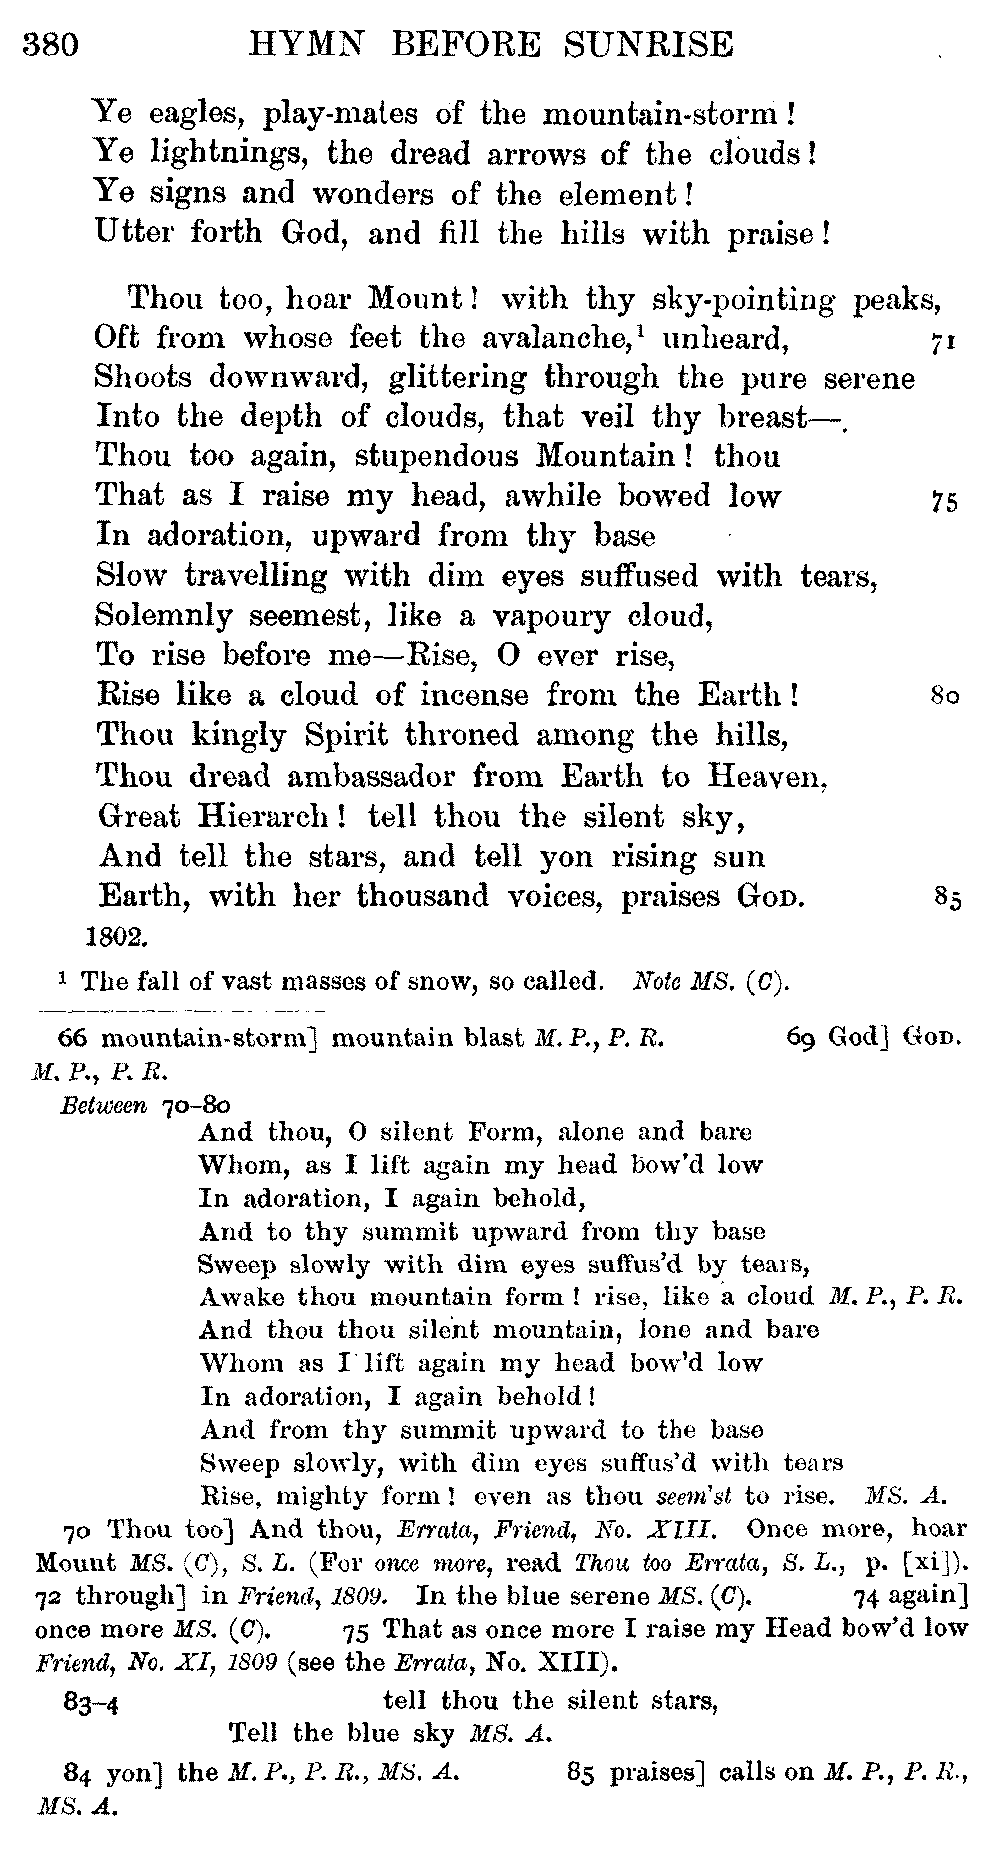 380 HYMN BEFORE SUNRISE
Ye eagles, play-mates of the mountain-storm !
Ye lightnings, the dread arrows of the clouds !
Ye signs and wonders of the element !
Utter forth God, and fill the hills with praise !
Thou too, hoar Mount ! with thy sky-pointing peaks,
Oft from whose feet the avalanche,¹ unheard, 71
Shoots downward, glittering through the pure serene
Into the depth of clouds, that veil thy breast—
Thou too again, stupendous Mountain ! thou
That as I raise my head, awhile bowed low 75
In adoration, upward from thy base
Slow travelling with dim eyes suffused with tears,
Solemnly seemest, like a vapoury cloud,
To rise before me—Rise, O ever rise,
Rise like a cloud of incense from the Earth ! 80
Thou kingly Spirit throned among the hills,
Thou dread ambassador from Earth to Heaven,
Great Hierarch ! tell thou the silent sky,
And tell the stars, and tell yon rising sun
Earth, with her thousand voices, praises GOD. 85
1802.
¹ The fall of vast masses of snow, so called. Note MS. (C).
66 mountain-storm] mountain blast M. P., P. R. 69 God] GOD.
M. P., P. R.
Between 70–80
And thou, O silent Form, alone and bare
Whom, as I lift again my head bow'd low
In adoration, I again behold,
And to thy summit upward from thy base
Sweep slowly with dim eyes suffus'd by tears,
Awake thou mountain form ! rise, like a cloud M. P., P. R.
And thou thou silent mountain, lone and bare
Whom as I lift again my head bow'd low
In adoration, I again behold !
And from thy summit upward to the base
Sweep slowly, with dim eyes suffus'd with tears
Rise, mighty form ! even as thou seem'st to rise. MS. A.
70 Thou too] And thou, Errata, Friend, No. XIII. Once more, hoar
Mount MS. (C), S. L. (For once more, read Thou too Errata, S. L., p. [xi]).
72 through] in Friend, 1809. In the blue serene MS. (C). 74 again]
once more MS. (C). 75 That as once more I raise my Head bow'd low
Friend, No. XI, 1809 (see the Errata, No. XIII).
83–4 tell thou the silent stars,
Tell the blue sky MS. A.
84 yon] the M. P., P. R., MS. A. 85 praises] calls on M. P., P. R.,
MS. A.